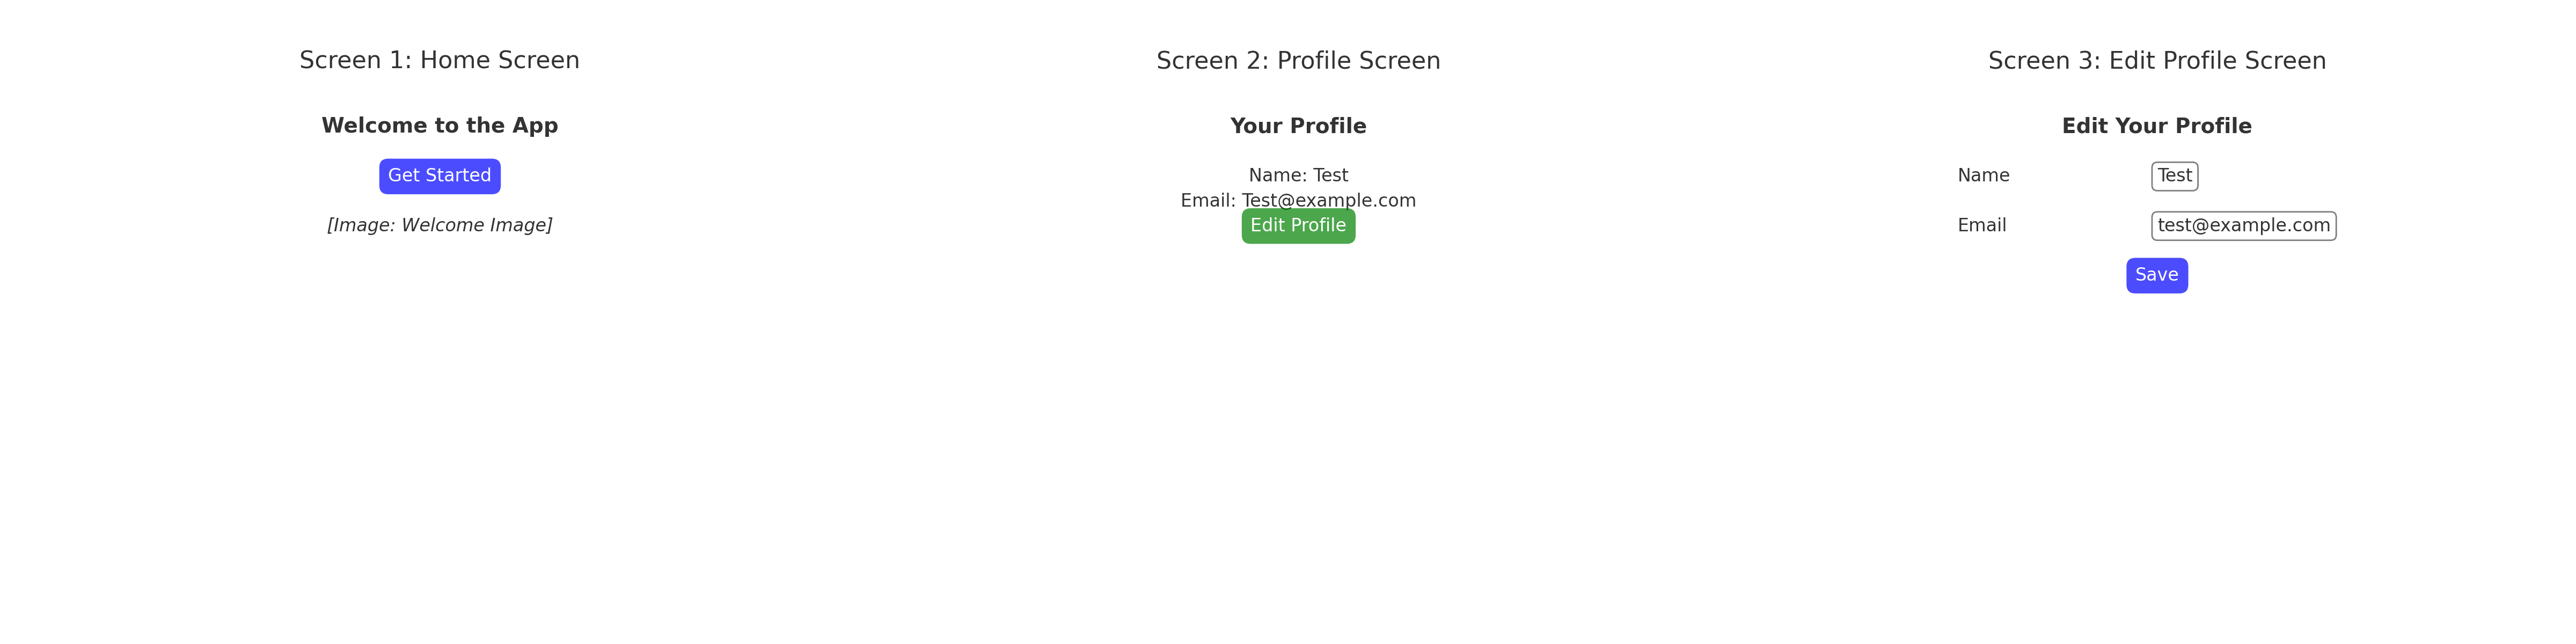 Screen 1: Home Screen
Welcome to the App
Get Started
[Image: Welcome Image]
Screen 2: Profile Screen
Your Profile
Name: Test
Email: Test@example.com
Edit Profile
Screen 3: Edit Profile Screen
Edit Your Profile
Name Test
Email test@example.com
Save